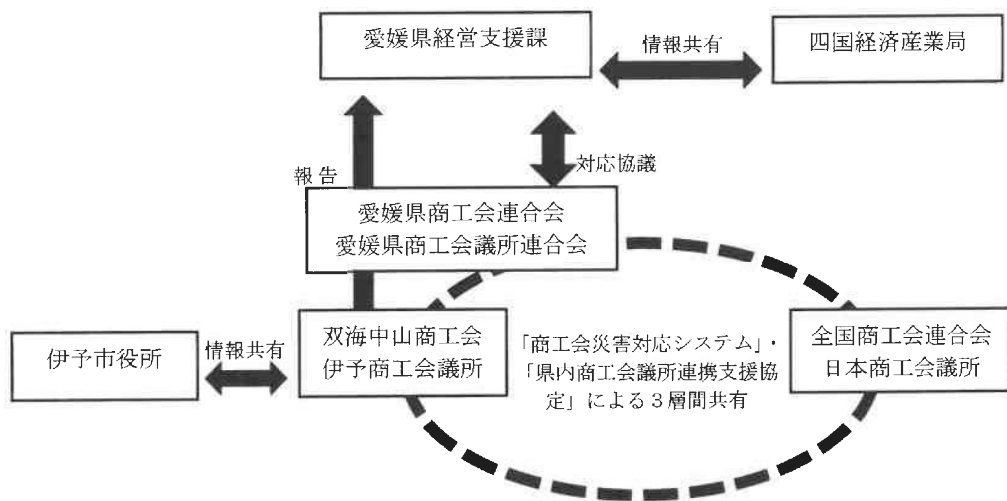 愛媛県経営支援課
情報共有
四国経済産業局
報告
対応協議
愛媛県商工会連合会
愛媛県商工会議所連合会
伊予市役所
情報共有
双海中山商工会
伊予商工会議所
「商工会災害対応システム」・
「県内商工会議所連携支援協
定」による３層間共有
全国商工会連合会
日本商工会議所